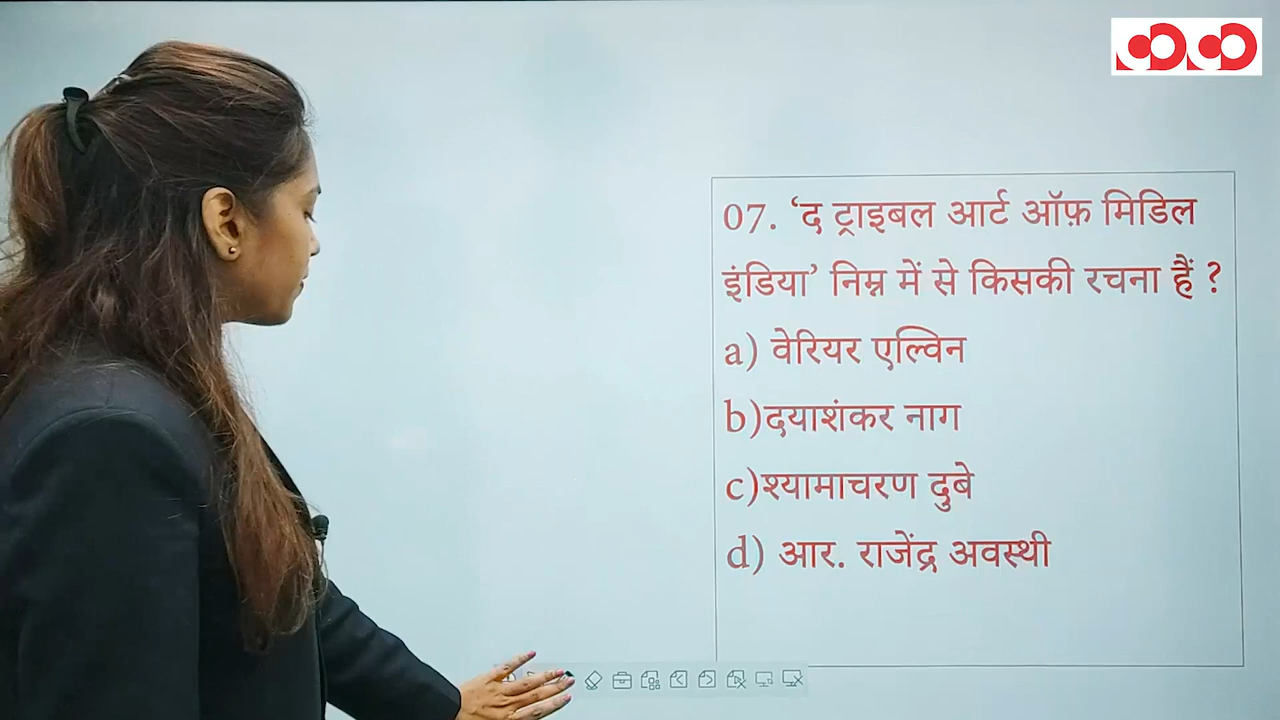 07. ‘द ट्राइबल आर्ट ऑफ़ मिडिल
इंडिया’ निम्न में से किसकी रचना हैं ?
a) वेरियर एल्विन
b)दयाशंकर नाग
c)श्यामाचरण दुबे
d) आर. राजेंद्र अवस्थी